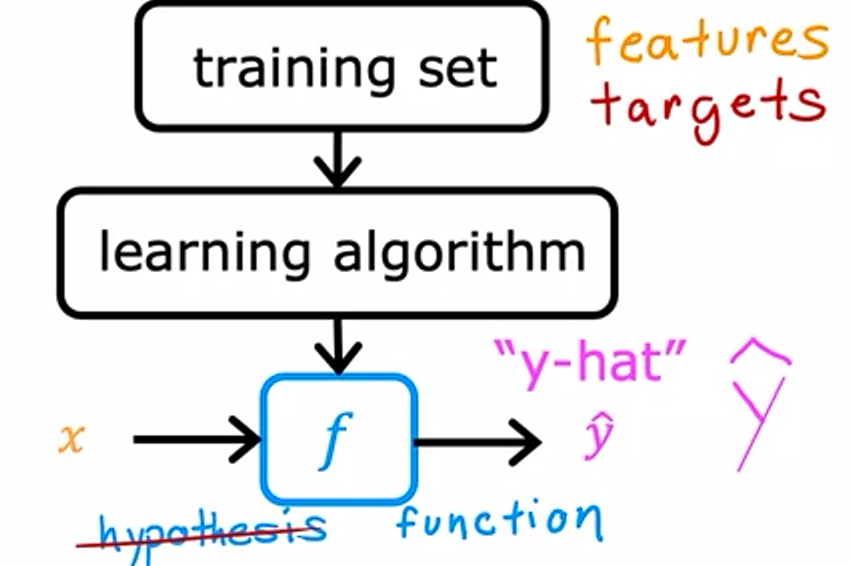 training set
features
targets
learning algorithm
“y-hat”
x
f
ŷ
ŷ
hypothesis
function